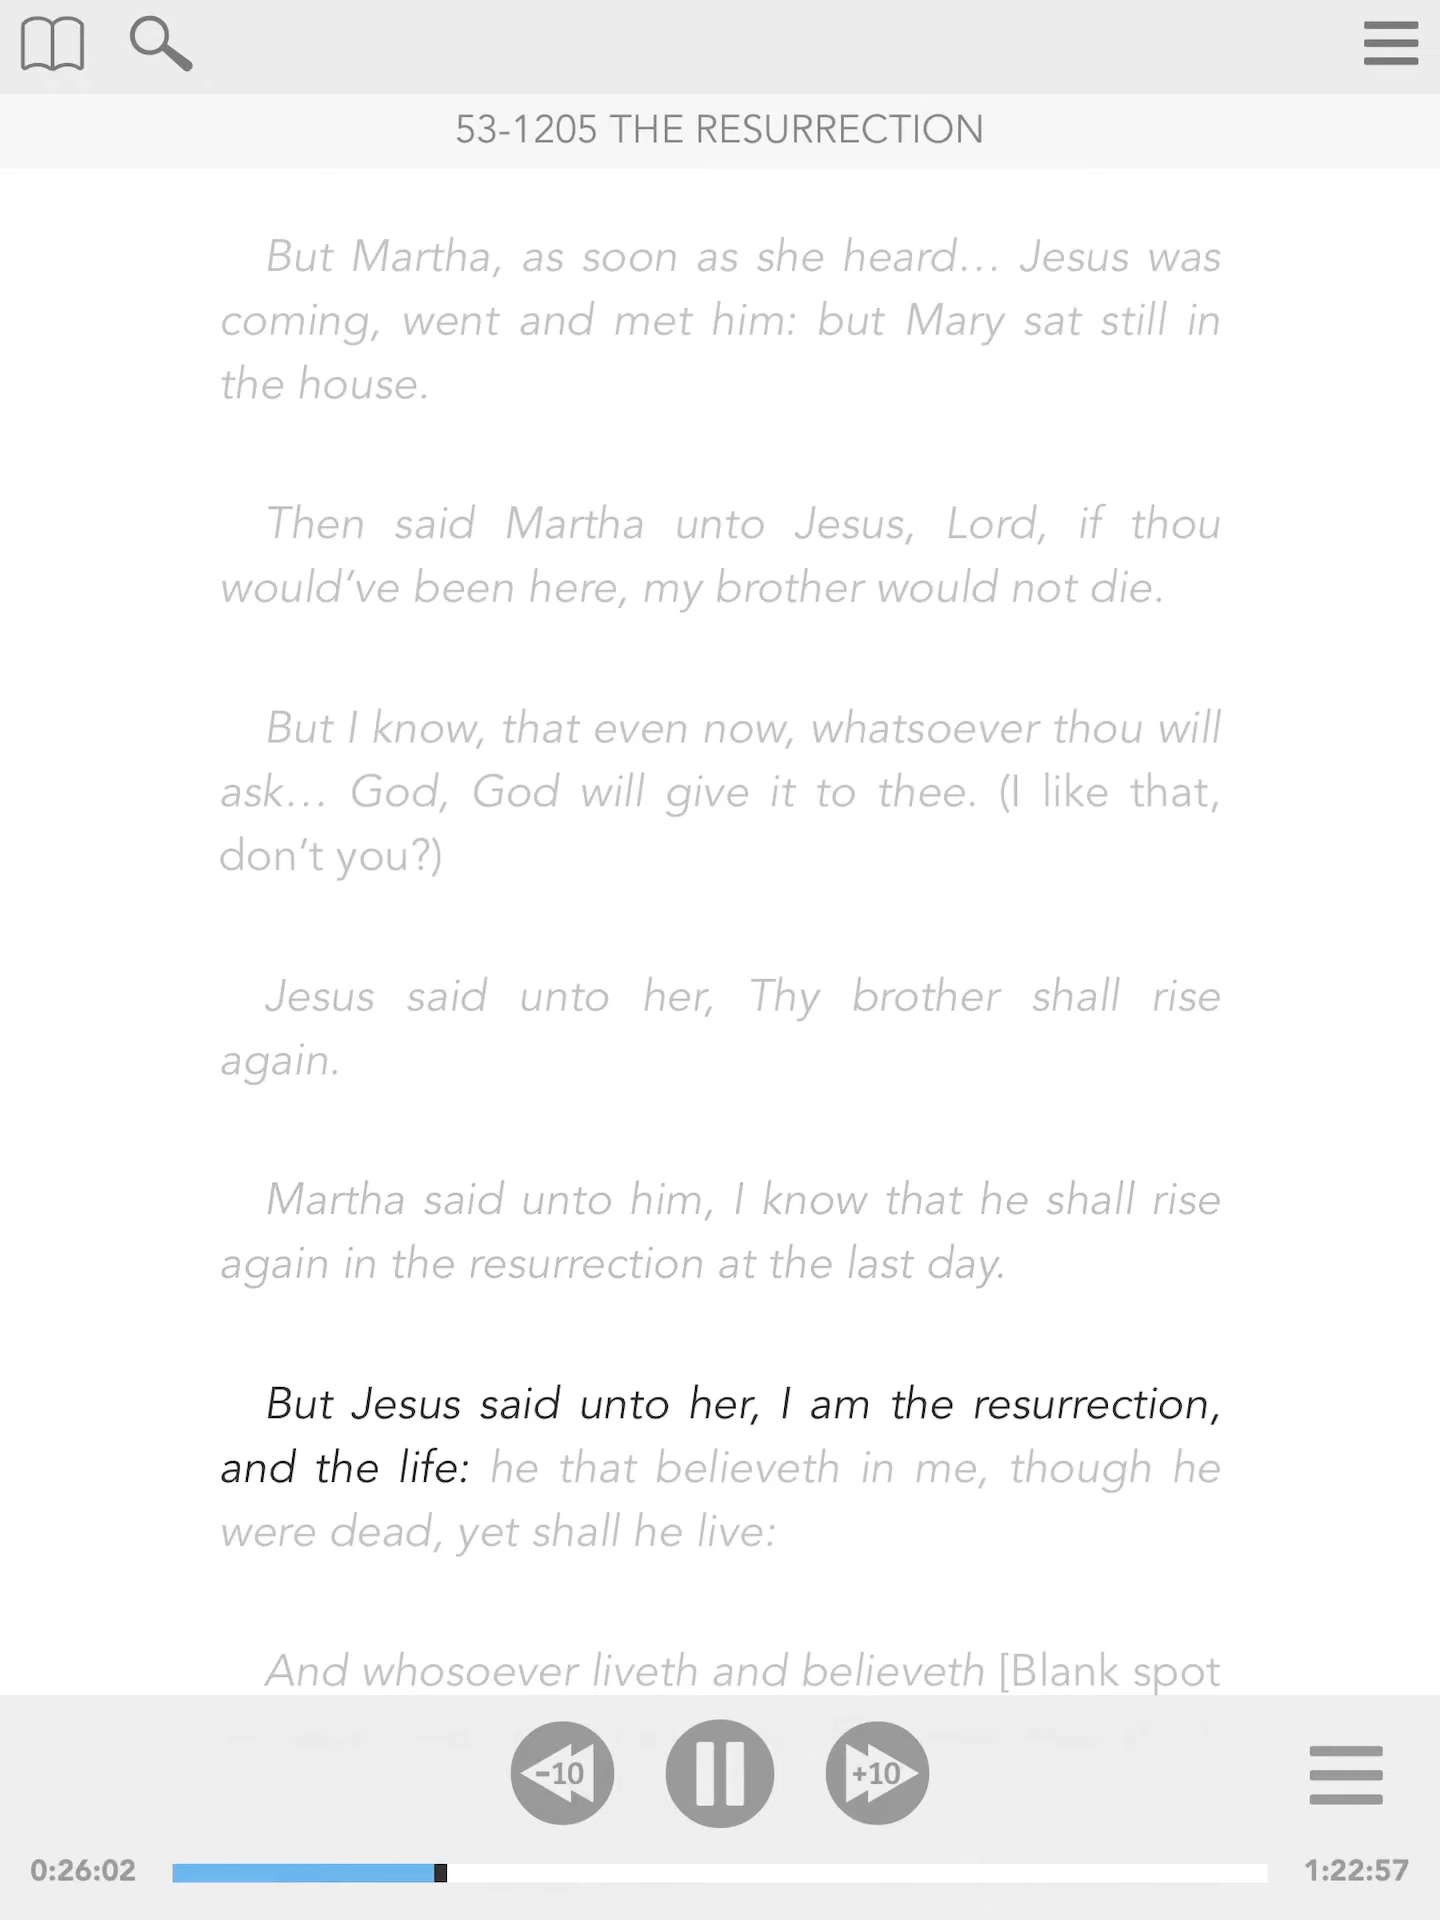 53-1205 THE RESURRECTION
But Martha, as soon as she heard… Jesus was
coming, went and met him: but Mary sat still in
the house.
Then said Martha unto Jesus, Lord, if thou
would’ve been here, my brother would not die.
But I know, that even now, whatsoever thou will
ask… God, God will give it to thee. (I like that,
don’t you?)
Jesus said unto her, Thy brother shall rise
again.
Martha said unto him, I know that he shall rise
again in the resurrection at the last day.
But Jesus said unto her, I am the resurrection,
and the life: he that believeth in me, though he
were dead, yet shall he live:
And whosoever liveth and believeth [Blank spot
-10
+10
0:26:02
1:22:57